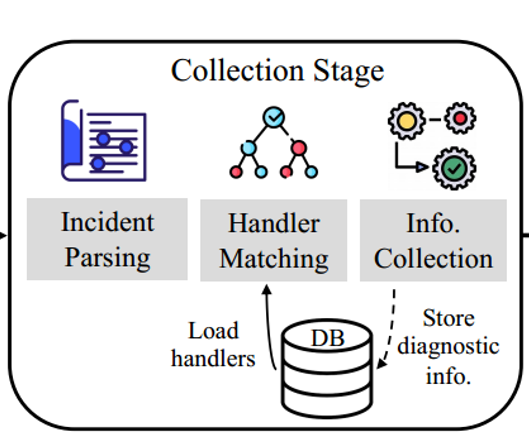 Collection Stage
Incident
Parsing
Handler
Matching
Info.
Collection
Load
handlers
DB
Store
diagnostic
info.